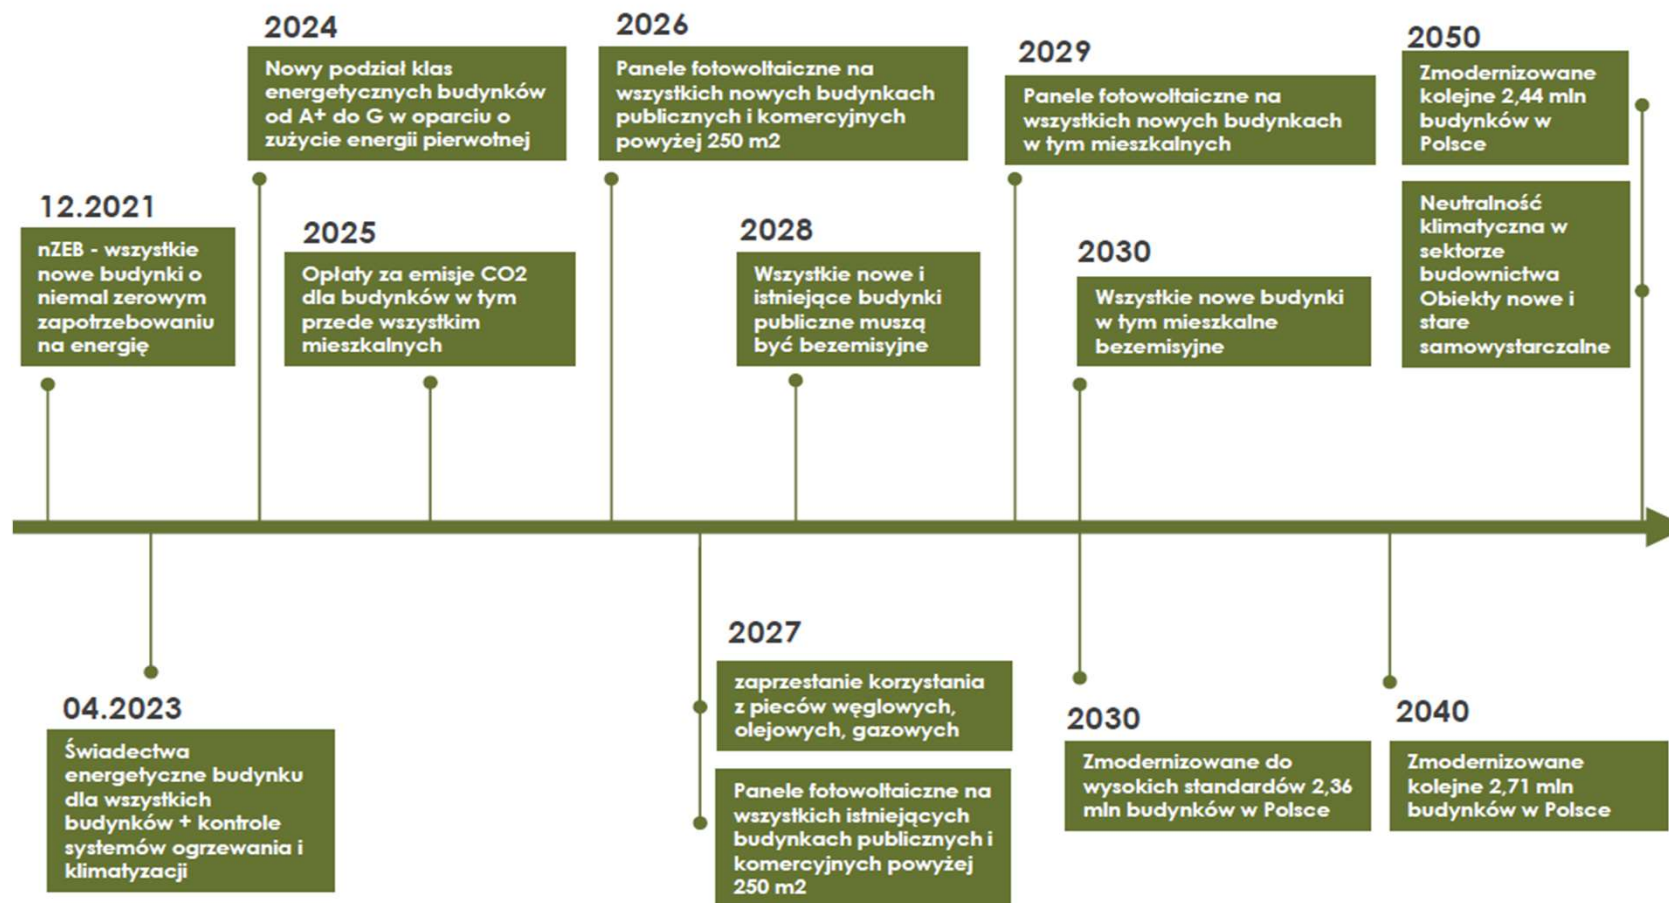 2024
Nowy podział klas
energetycznych budynków
od A+ do G w oparciu o
zużycie energii pierwotnej
2026
Panele fotowoltaiczne na
wszystkich nowych budynkach
publicznych i komercyjnych
powyżej 250 m2
2029
Panele fotowoltaiczne na
wszystkich nowych budynkach
w tym mieszkalnych
2050
Zmodernizowane
kolejne 2,44 mln
budynków w
Polsce
Neutralność
klimatyczna w
sektorze
budownictwa
Obiekty nowe i
stare
samowystarczalne
12.2021
nZEB - wszystkie
nowe budynki o
niemal zerowym
zapotrzebowaniu
na energię
2025
Opłaty za emisje CO2
dla budynków w tym
przede wszystkim
mieszkalnych
2028
Wszystkie nowe i
istniejące budynki
publiczne muszą
być bezemisyjne
2030
Wszystkie nowe budynki
w tym mieszkalne
bezemisyjne
04.2023
Świadectwa
energetyczne budynku
dla wszystkich
budynków + kontrole
systemów ogrzewania i
klimatyzacji
2027
zaprzestanie korzystania
z pieców węglowych,
olejowych, gazowych
Panele fotowoltaiczne na
wszystkich istniejących
budynkach publicznych i
komercyjnych powyżej
250 m2
2030
Zmodernizowane do
wysokich standardów 2,36
mln budynków w Polsce
2040
Zmodernizowane
kolejne 2,71 mln
budynków w Polsce